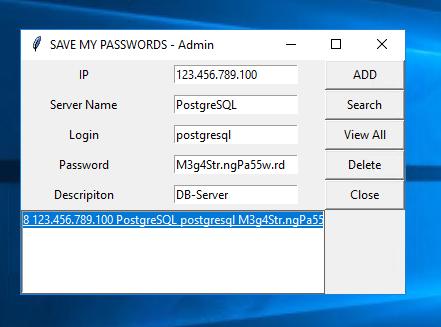 SAVE MY PASSWORDS - Admin
IP 123.456.789.100 ADD
Server Name PostgreSQL Search
Login postgresql View All
Password M3g4Str.ngPa55w.rd Delete
Descripiton DB-Server Close
8 123.456.789.100 PostgreSQL postgresql M3g4Str.ngPa55